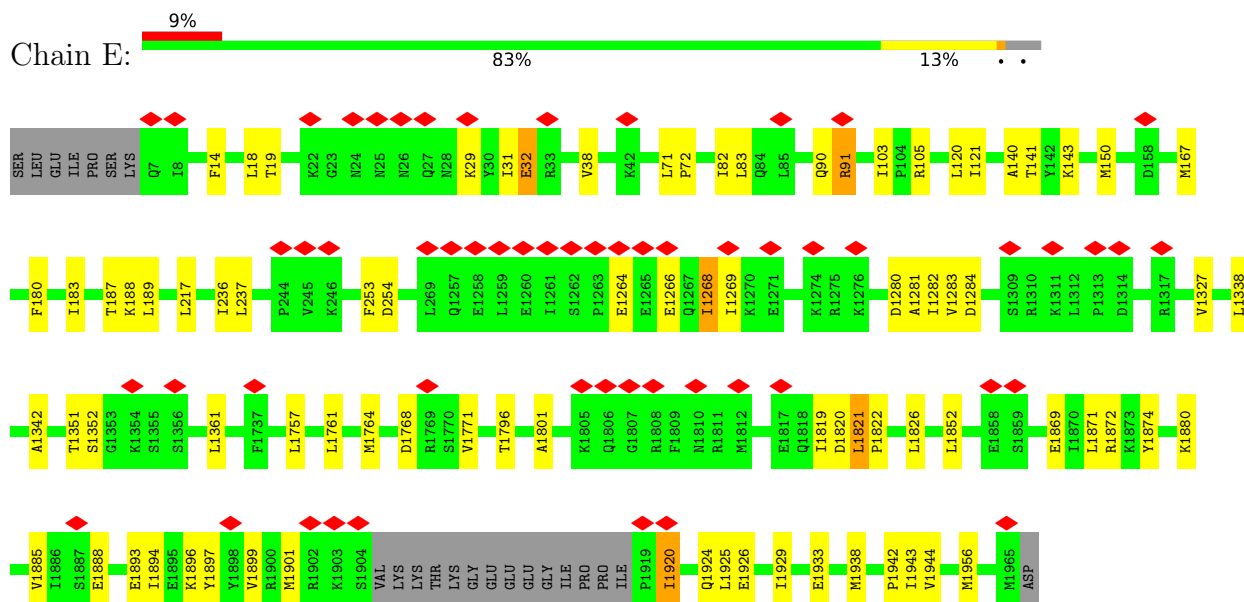 9%
Chain E:
83% 13% • •
SER LEU GLU ILE PRO SER LYS Q7 I8 F14 L18 T19 K22 G23 N24 N25 N26 Q27 N28 K29 Y30 I31 E32 R33 V38 K42 L71 P72 I82 L83 Q84 L85 Q90 R91 I103 P104 R105 L120 I121 A140 T141 Y142 K143 M150 D158 M167
F180 I183 T187 K188 L189 L217 I236 L237 P244 V245 K246 F253 D254 L269 Q1257 E1258 L1259 E1260 I1261 S1262 P1263 E1264 E1265 E1266 Q1267 I1268 I1269 K1270 E1271 K1274 R1275 K1276 D1280 A1281 I1282 V1283 D1284 S1309 R1310 K1311 L1312 P1313 D1314 R1317 V1327 L1338
A1342 T1351 S1352 G1353 K1354 S1355 S1356 L1361 F1737 L1757 L1761 M1764 D1768 R1769 S1770 V1771 T1796 A1801 K1805 Q1806 G1807 R1808 F1809 N1810 R1811 M1812 E1817 Q1818 I1819 D1820 L1821 P1822 L1826 L1852 E1858 S1859 E1869 I1870 L1871 R1872 K1873 Y1874 K1880
V1885 I1886 S1887 E1888 E1893 I1894 E1895 K1896 Y1897 Y1898 V1899 R1900 M1901 R1902 K1903 S1904 VAL LYS LYS THR LYS GLY GLU GLU GLU GLU GLY ILE PRO PRO ILE P1919 I1920 Q1924 L1925 E1926 I1929 E1933 M1938 P1942 I1943 V1944 M1956 M1965 ASP